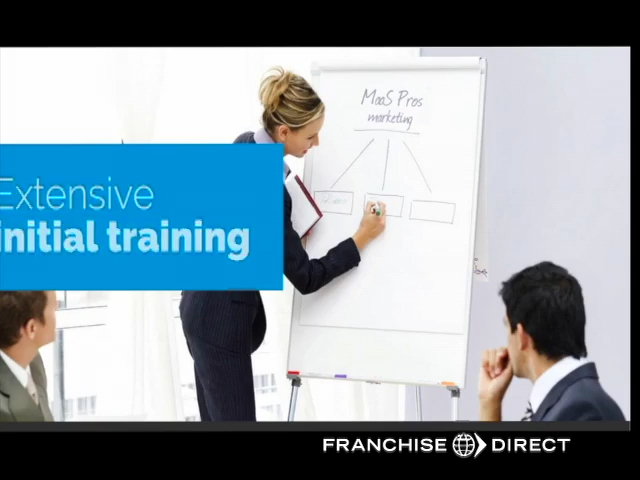 MaaS Pros
marketing
Extensive
initial training
FRANCHISE DIRECT